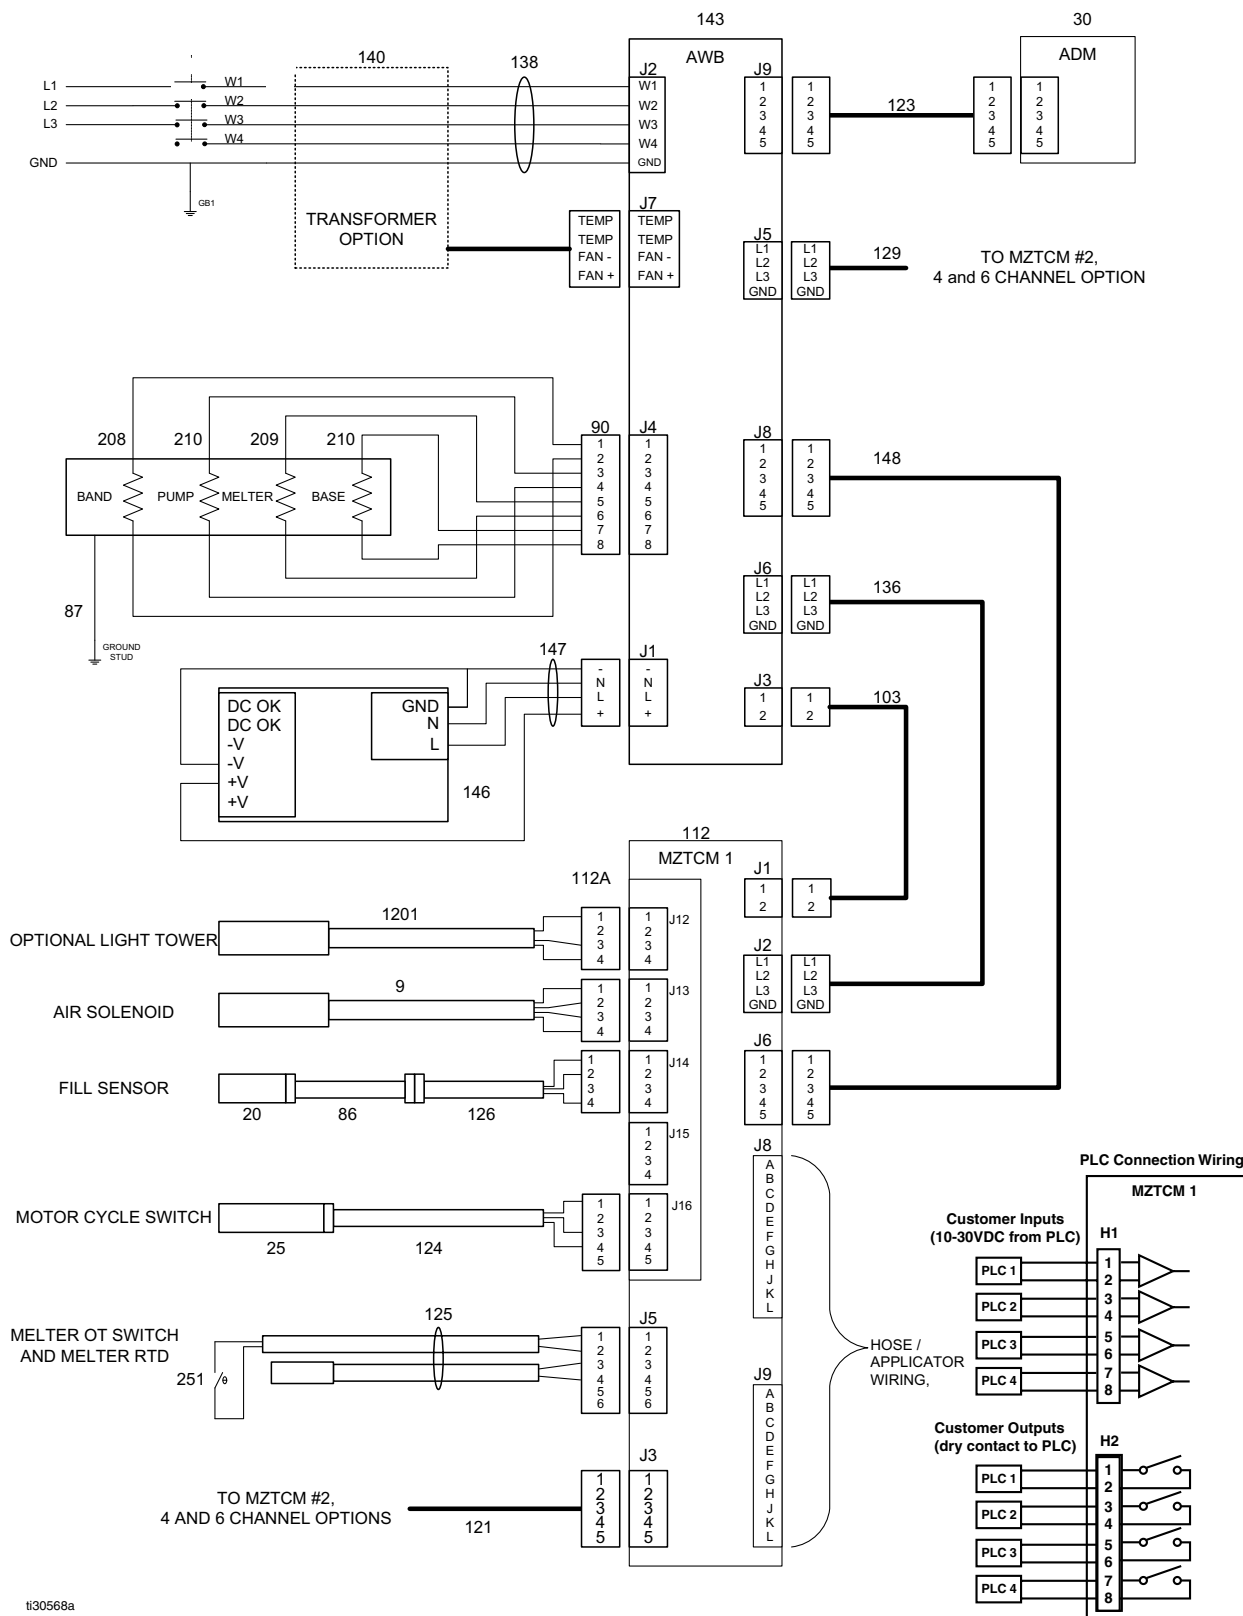 143
30
AWB
ADM
140
138
J2
J9
L1
L2
L3
GND
W1
W2
W3
W4
GB1
W1
W2
W3
W4
GND
1
2
3
4
5
1
2
3
4
5
123
1
2
3
4
5
1
2
3
4
5
TRANSFORMER
OPTION
TEMP
TEMP
FAN -
FAN +
J7
TEMP
TEMP
FAN -
FAN +
J5
L1
L2
L3
GND
L1
L2
L3
GND
129
TO MZTCM #2,
4 and 6 CHANNEL OPTION
208
210
209
210
BAND
PUMP
MELTER
BASE
87
GROUND
STUD
90
1
2
3
4
5
6
7
8
J4
1
2
3
4
5
6
7
8
J8
1
2
3
4
5
1
2
3
4
5
148
J6
L1
L2
L3
GND
L1
L2
L3
GND
136
J3
1
2
1
2
103
147
-
N
L
+
J1
-
N
L
+
DC OK
DC OK
-V
-V
+V
+V
GND
N
L
146
112
MZTCM 1
112A
J1
1
2
1
2
OPTIONAL LIGHT TOWER
1201
1
2
3
4
1
2
3
4
J12
J2
L1
L2
L3
GND
L1
L2
L3
GND
AIR SOLENOID
9
1
2
3
4
1
2
3
4
J13
FILL SENSOR
20
86
126
1
2
3
4
1
2
3
4
J14
J6
1
2
3
4
5
1
2
3
4
5
1
2
3
4
J15
MOTOR CYCLE SWITCH
25
124
1
2
3
4
5
1
2
3
4
5
J16
J8
A
B
C
D
E
F
G
H
J
K
L
MELTER OT SWITCH
AND MELTER RTD
251
θ
125
1
2
3
4
5
6
J5
1
2
3
4
5
6
J9
A
B
C
D
E
F
G
H
J
K
L
HOSE /
APPLICATOR
WIRING,
TO MZTCM #2,
4 AND 6 CHANNEL OPTIONS
121
1
2
3
4
5
J3
1
2
3
4
5
PLC Connection Wiring
MZTCM 1
Customer Inputs
(10-30VDC from PLC)
H1
PLC 1
PLC 2
PLC 3
PLC 4
1
2
3
4
5
6
7
8
Customer Outputs
(dry contact to PLC)
H2
PLC 1
PLC 2
PLC 3
PLC 4
1
2
3
4
5
6
7
8
ti30568a